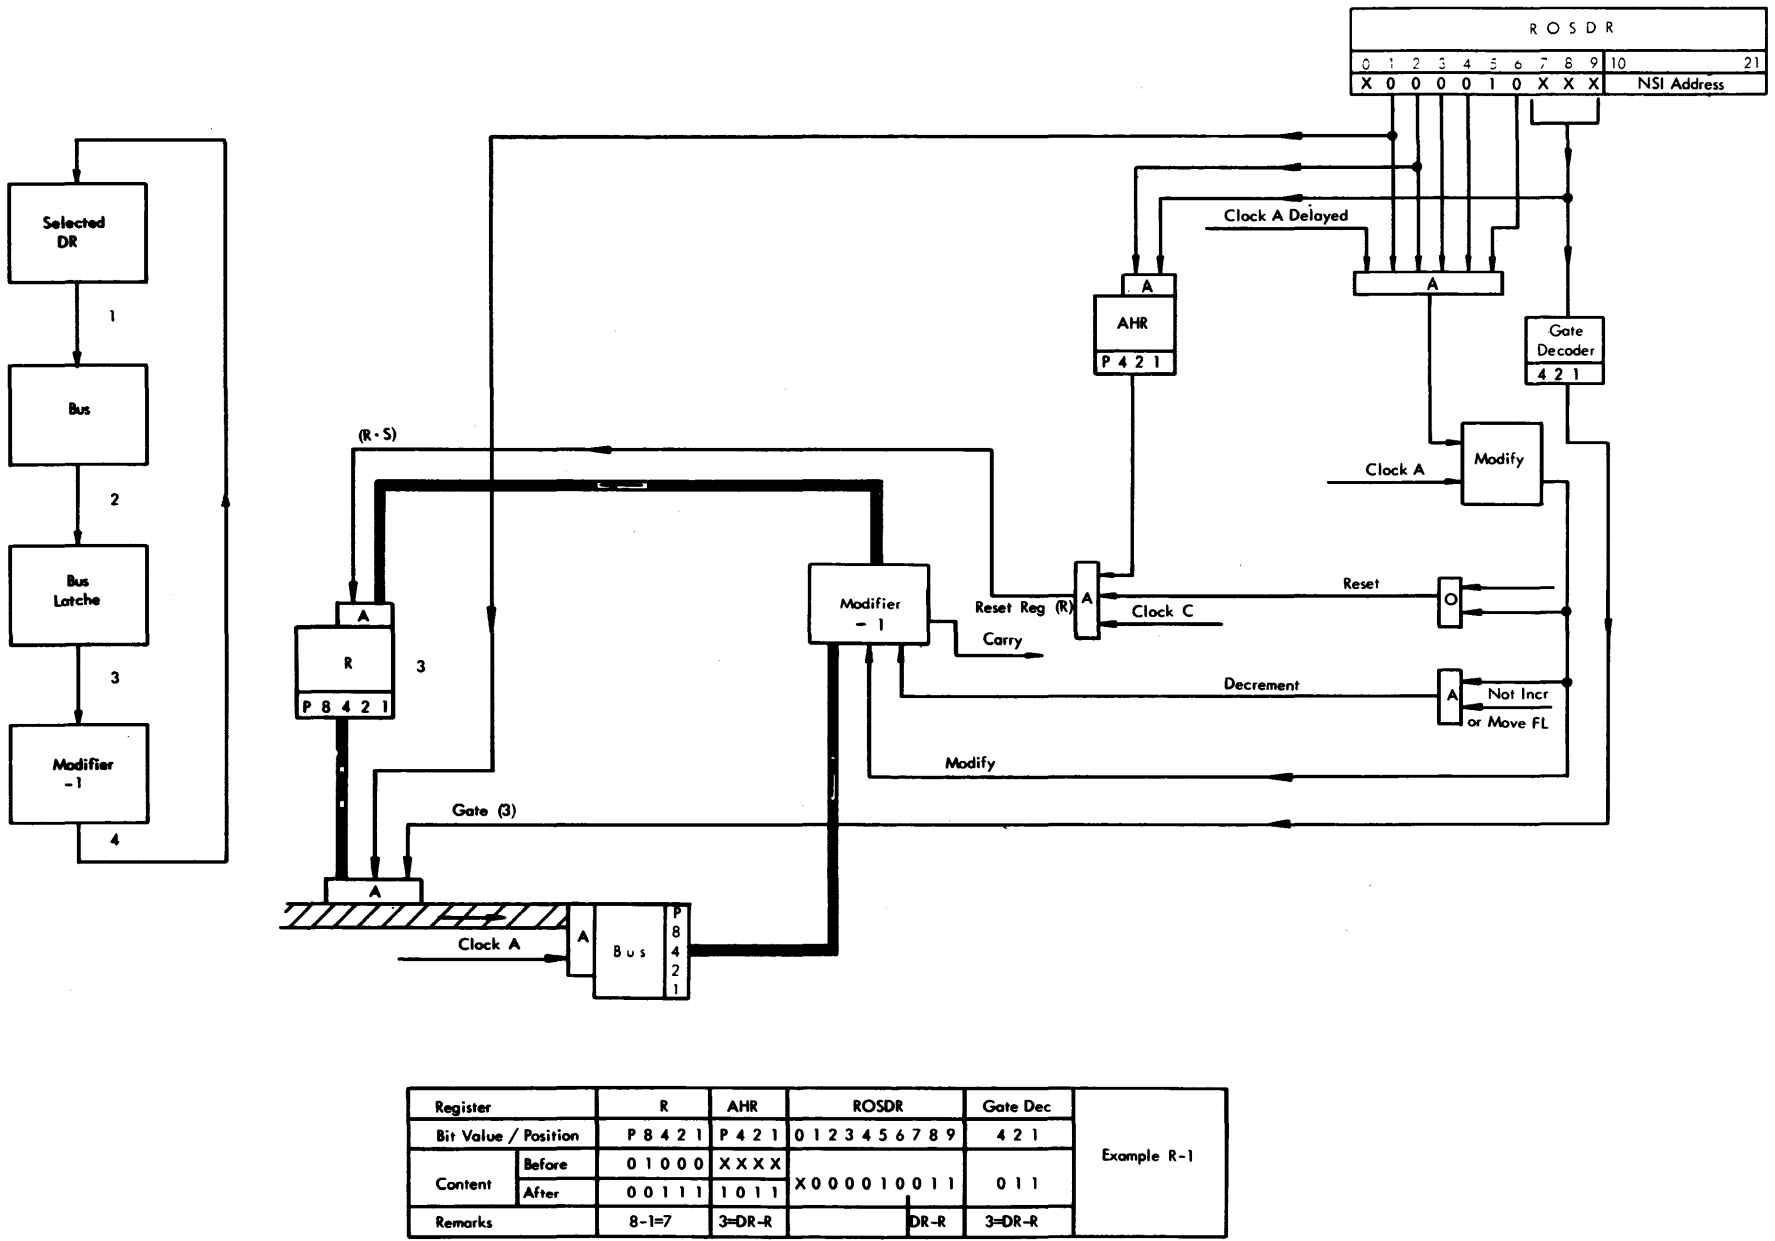 R O S D R
0 1 2 3 4 5 6 7 8 9 10 21
X 0 0 0 0 1 0 X X X NSI Address
Selected
DR
1
Bus
2
Bus
Latche
3
Modifier
-1
4
Clock A Delayed
A
A
AHR
P 4 2 1
Gate
Decoder
4 2 1
(R - S)
Clock A
Modify
Modifier
- 1
Carry
Reset Reg (R)
A
Clock C
Reset
O
Decrement
A
Not Incr
or Move FL
A
R
P 8 4 2 1
3
Modify
Gate (3)
A
Clock A
A
Bus
P
8
4
2
1
Register R AHR ROSDR Gate Dec
Bit Value / Position P 8 4 2 1 P 4 2 1 0 1 2 3 4 5 6 7 8 9 4 2 1
Content Before 0 1 0 0 0 X X X X X 0 0 0 0 1 0 0 1 1 0 1 1
After 0 0 1 1 1 1 0 1 1
Remarks 8-1=7 3=DR-R DR-R 3=DR-R
Example R-1